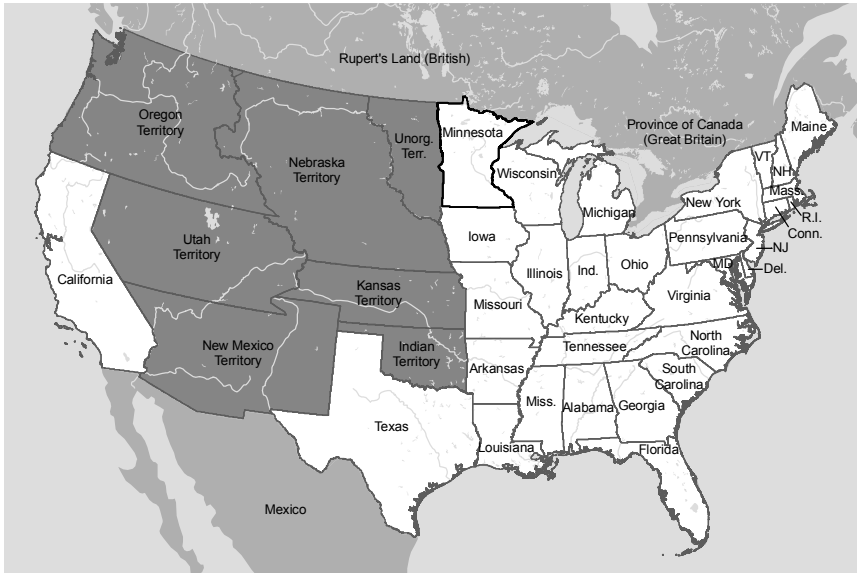 Rupert's Land (British)
Oregon
Territory
Unorg.
Terr.
Minnesota
Province of Canada
(Great Britain)
Maine
Nebraska
Territory
Wisconsin
VT
NH
Mass.
New York
Michigan
R.I.
Conn.
Utah
Territory
Iowa
Pennsylvania
NJ
California
Illinois
Ind.
Ohio
MD
Del.
Kansas
Territory
Missouri
Virginia
Kentucky
New Mexico
Territory
Indian
Territory
Tennessee
North
Carolina
Arkansas
South
Carolina
Texas
Miss.
Alabama
Georgia
Louisiana
Florida
Mexico